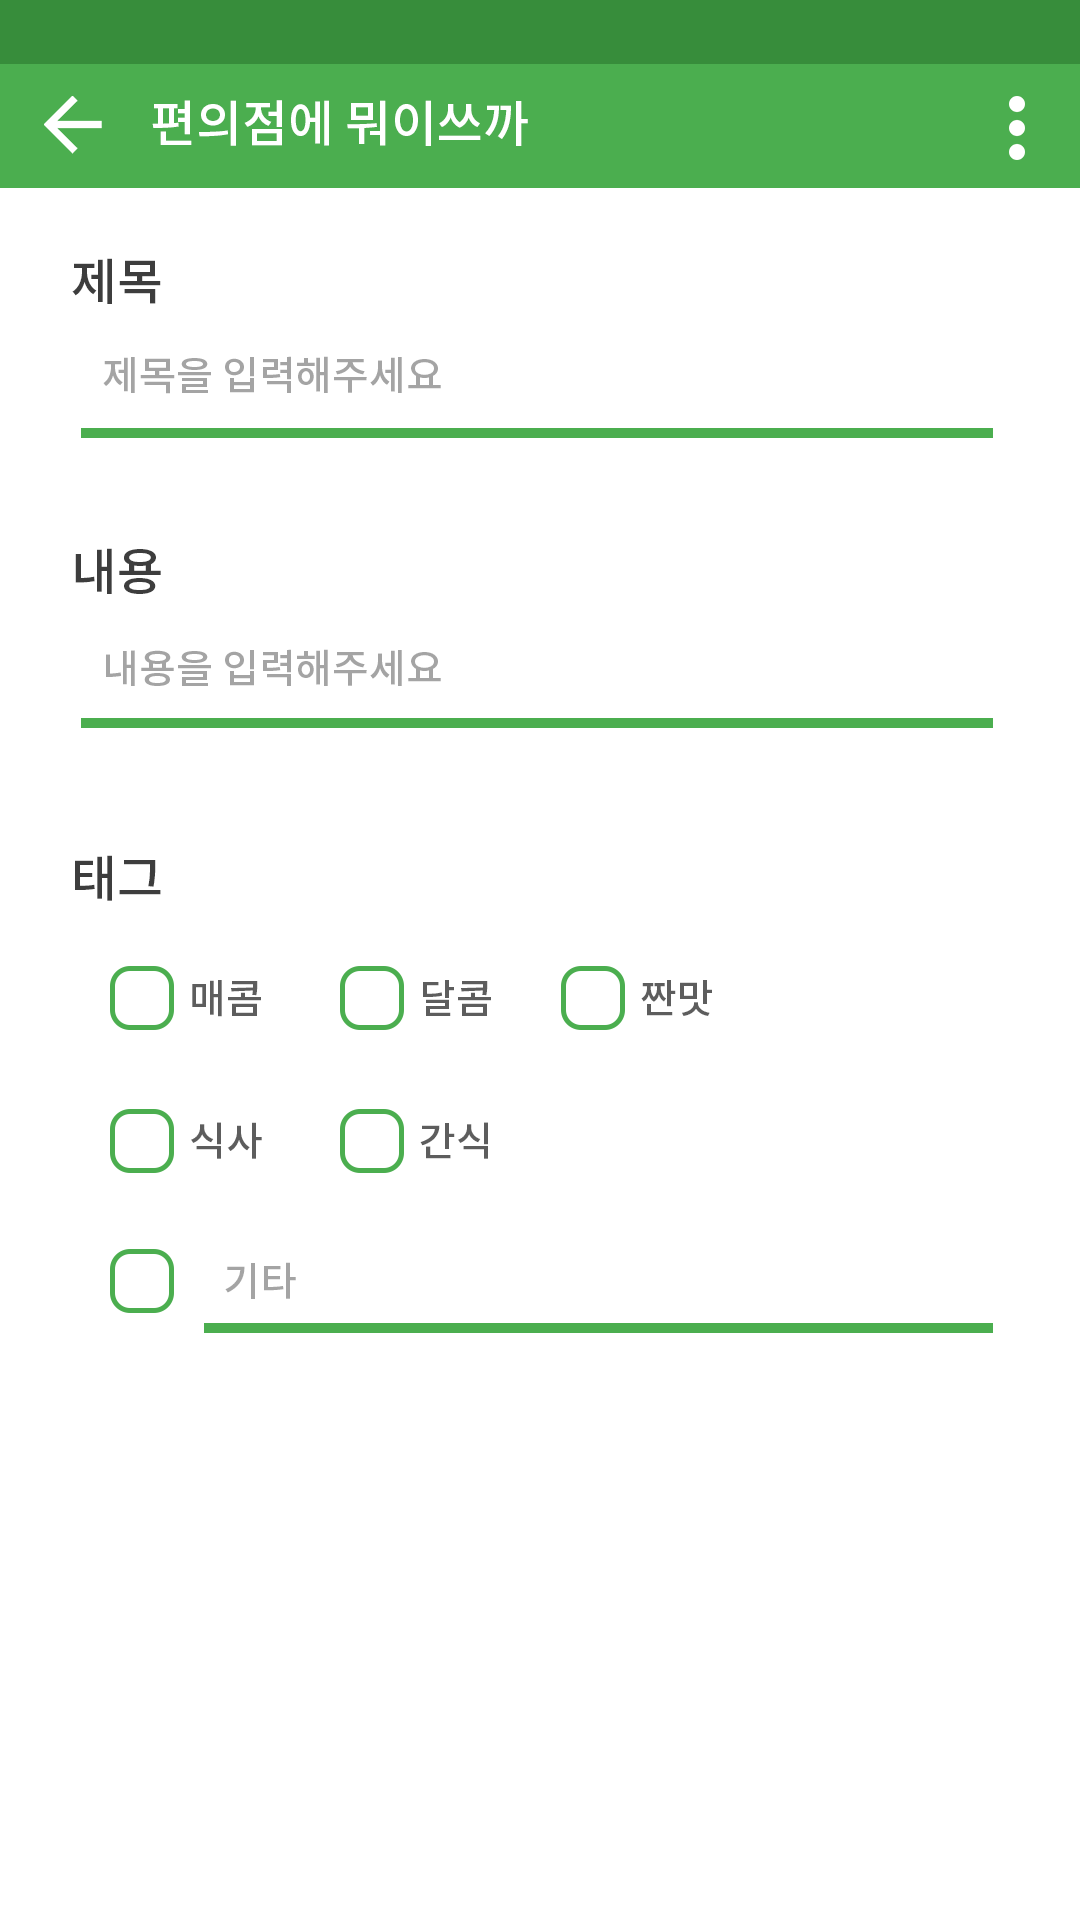 편의점에 뭐이쓰까
제목
제목을 입력해주세요
내용
내용을 입력해주세요
태그
매콤 달콤 짠맛
식사 간식
기타